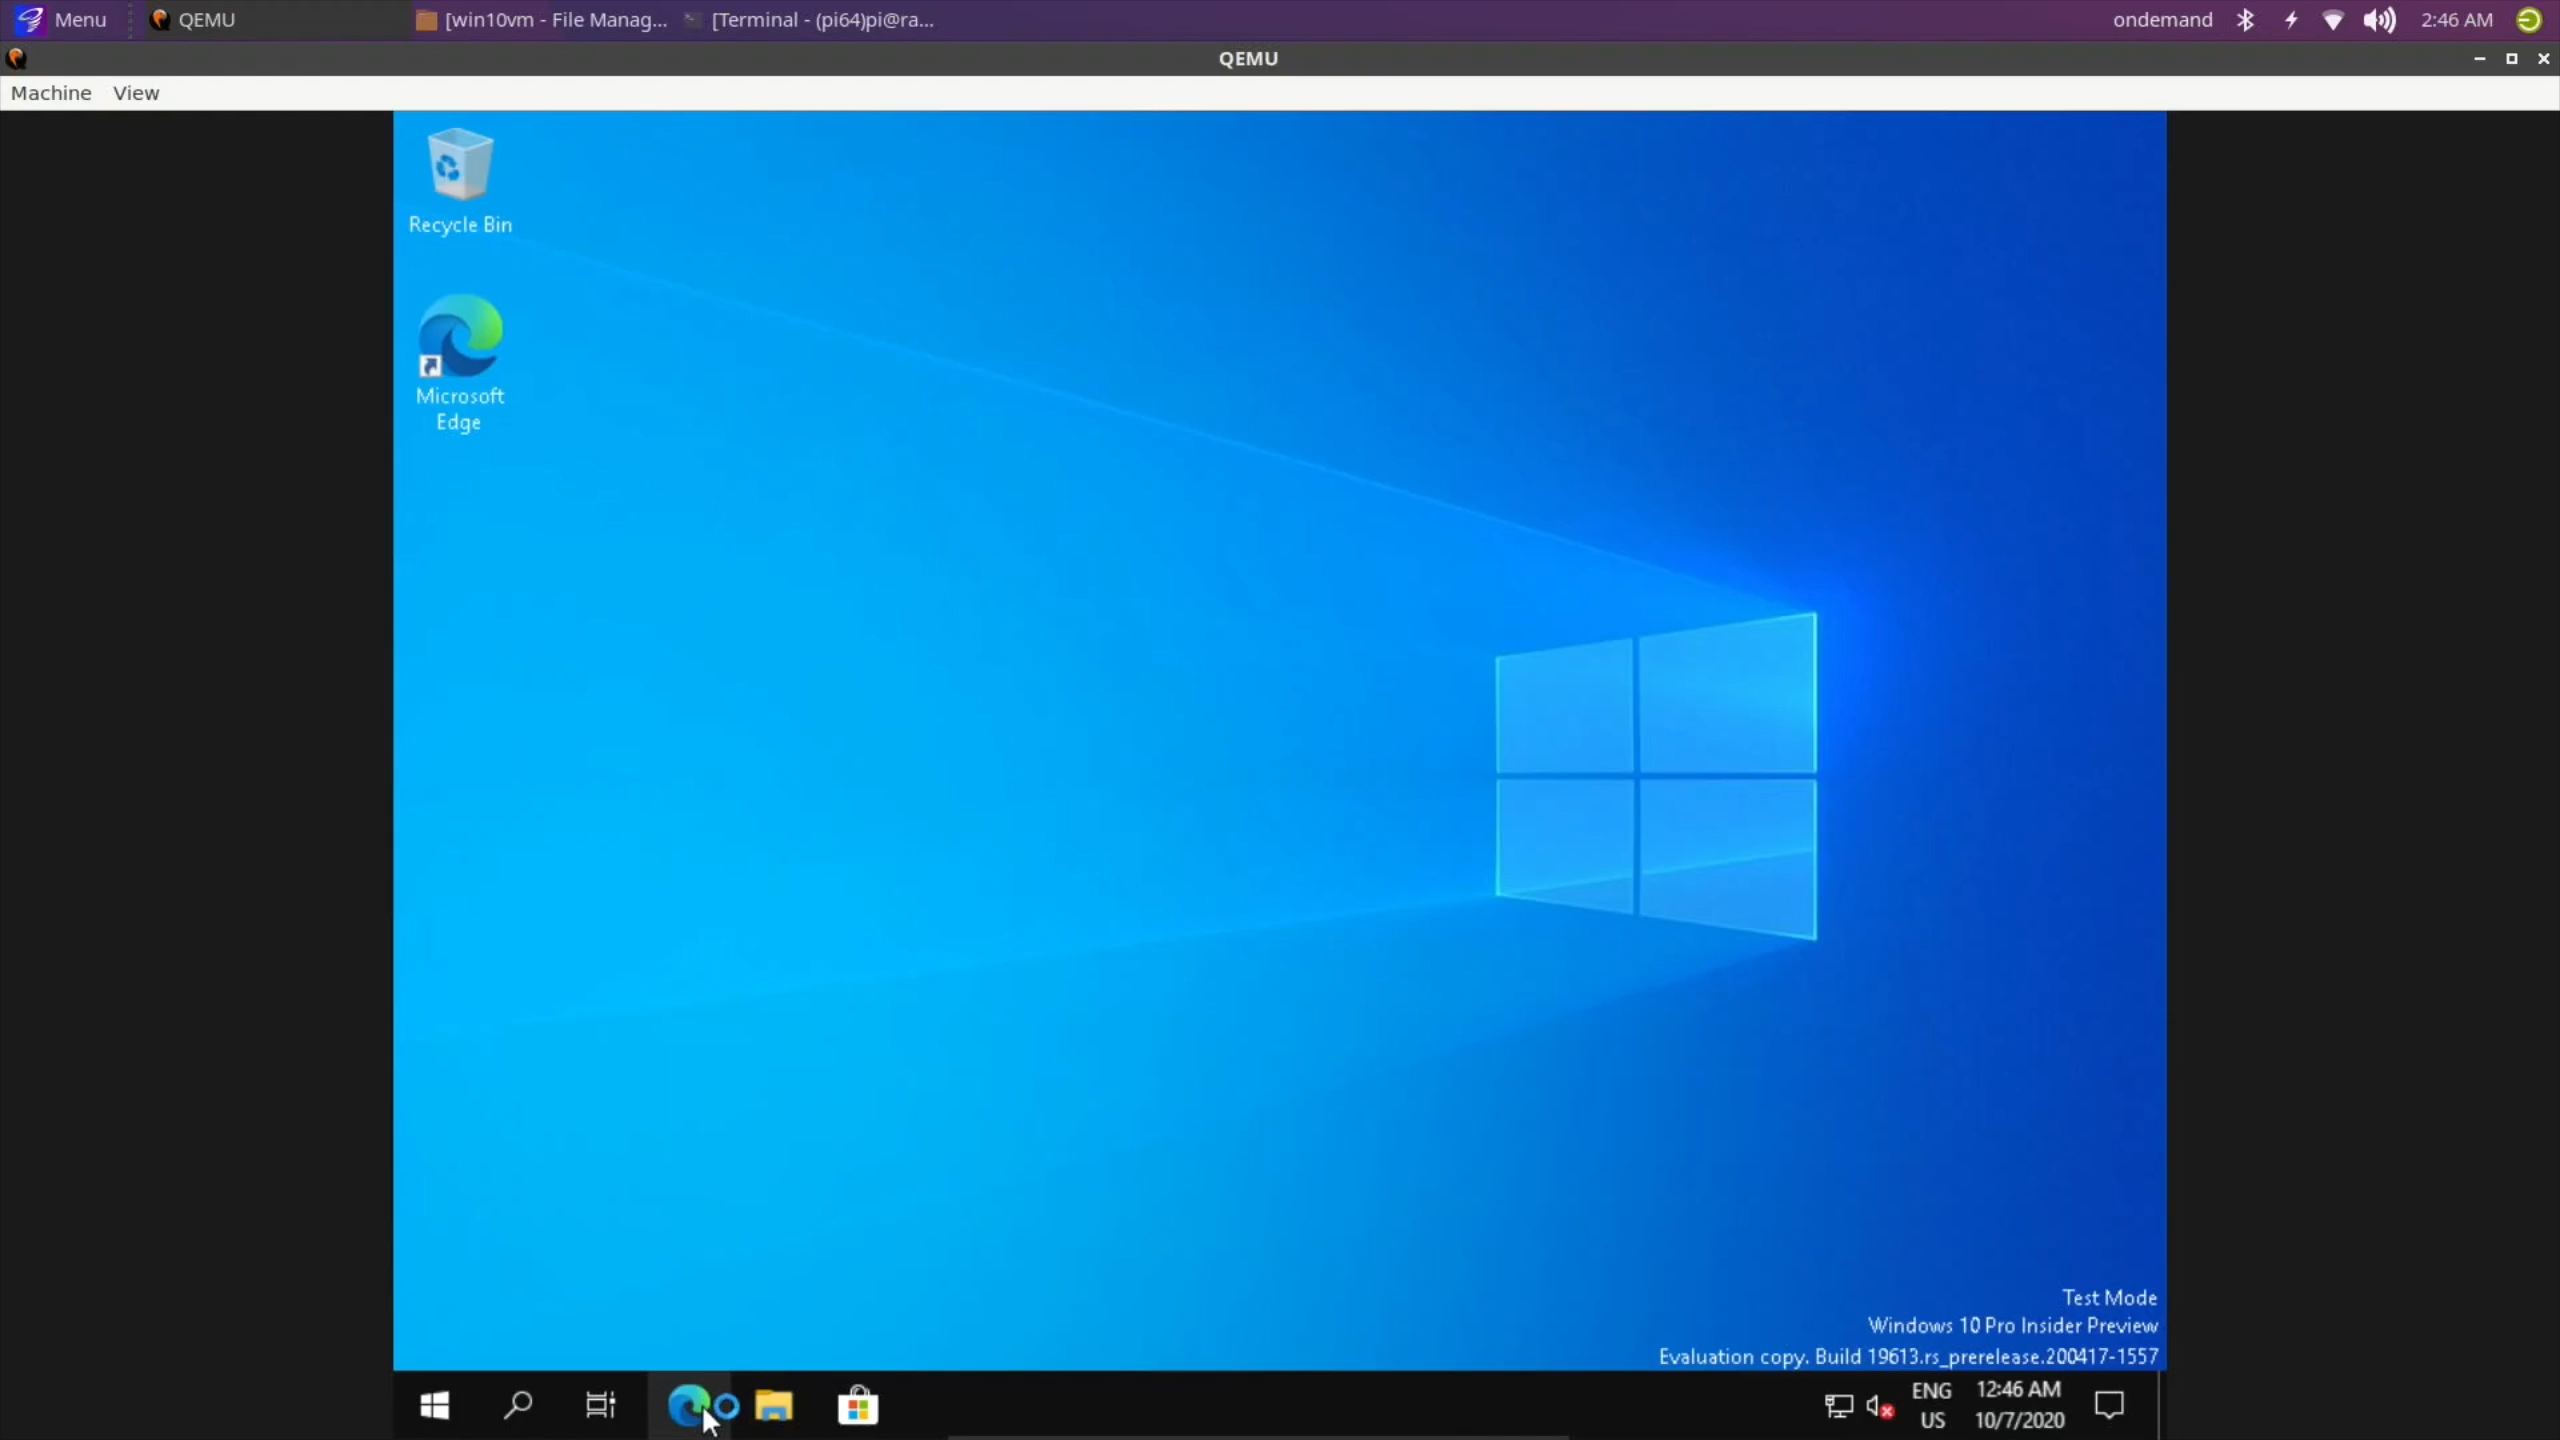 Menu
QEMU
[win10vm - File Manag...
[Terminal - (pi64)pi@ra...
ondemand
2:46 AM
QEMU
Machine View
Recycle Bin
Microsoft
Edge
Test Mode
Windows 10 Pro Insider Preview
Evaluation copy. Build 19613.rs_prerelease.200417-1557
ENG
US
12:46 AM
10/7/2020